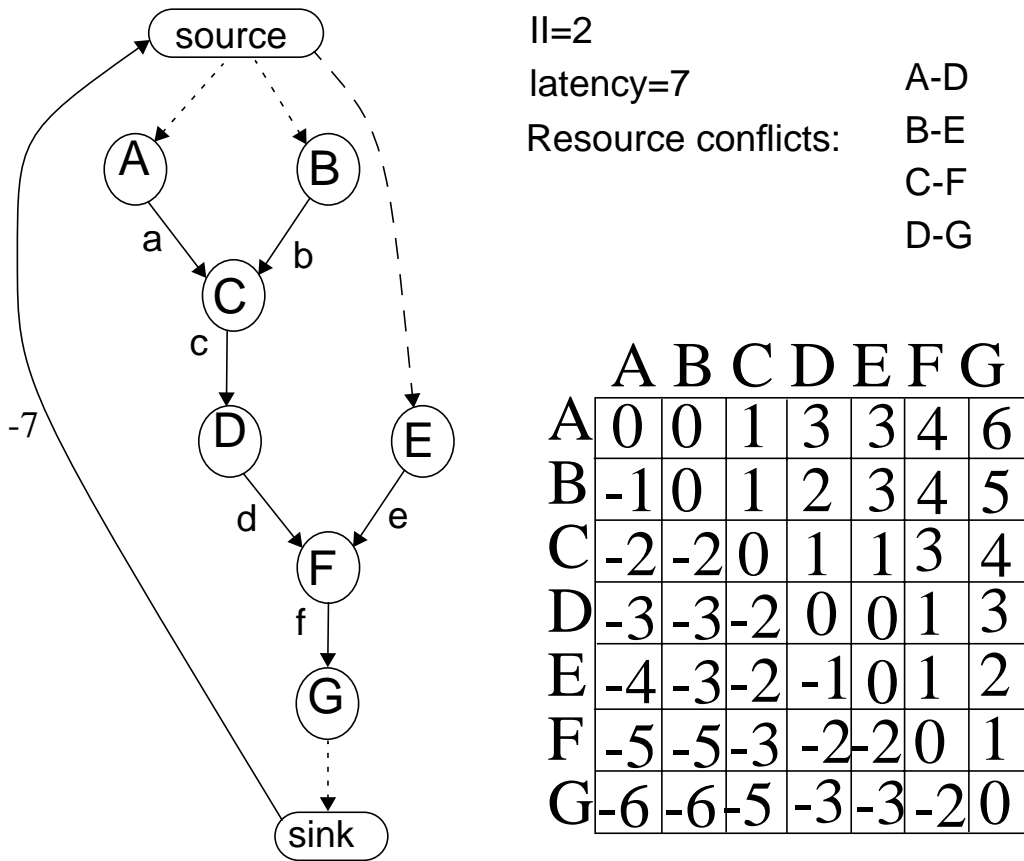 source
II=2
latency=7
Resource conflicts:
A-D
B-E
C-F
D-G
A
B
a
b
C
c
-7
D
E
d
e
F
f
G
sink
A B C D E F G
A 0 0 1 3 3 4 6
B -1 0 1 2 3 4 5
C -2 -2 0 1 1 3 4
D -3 -3 -2 0 0 1 3
E -4 -3 -2 -1 0 1 2
F -5 -5 -3 -2 -2 0 1
G -6 -6 -5 -3 -3 -2 0